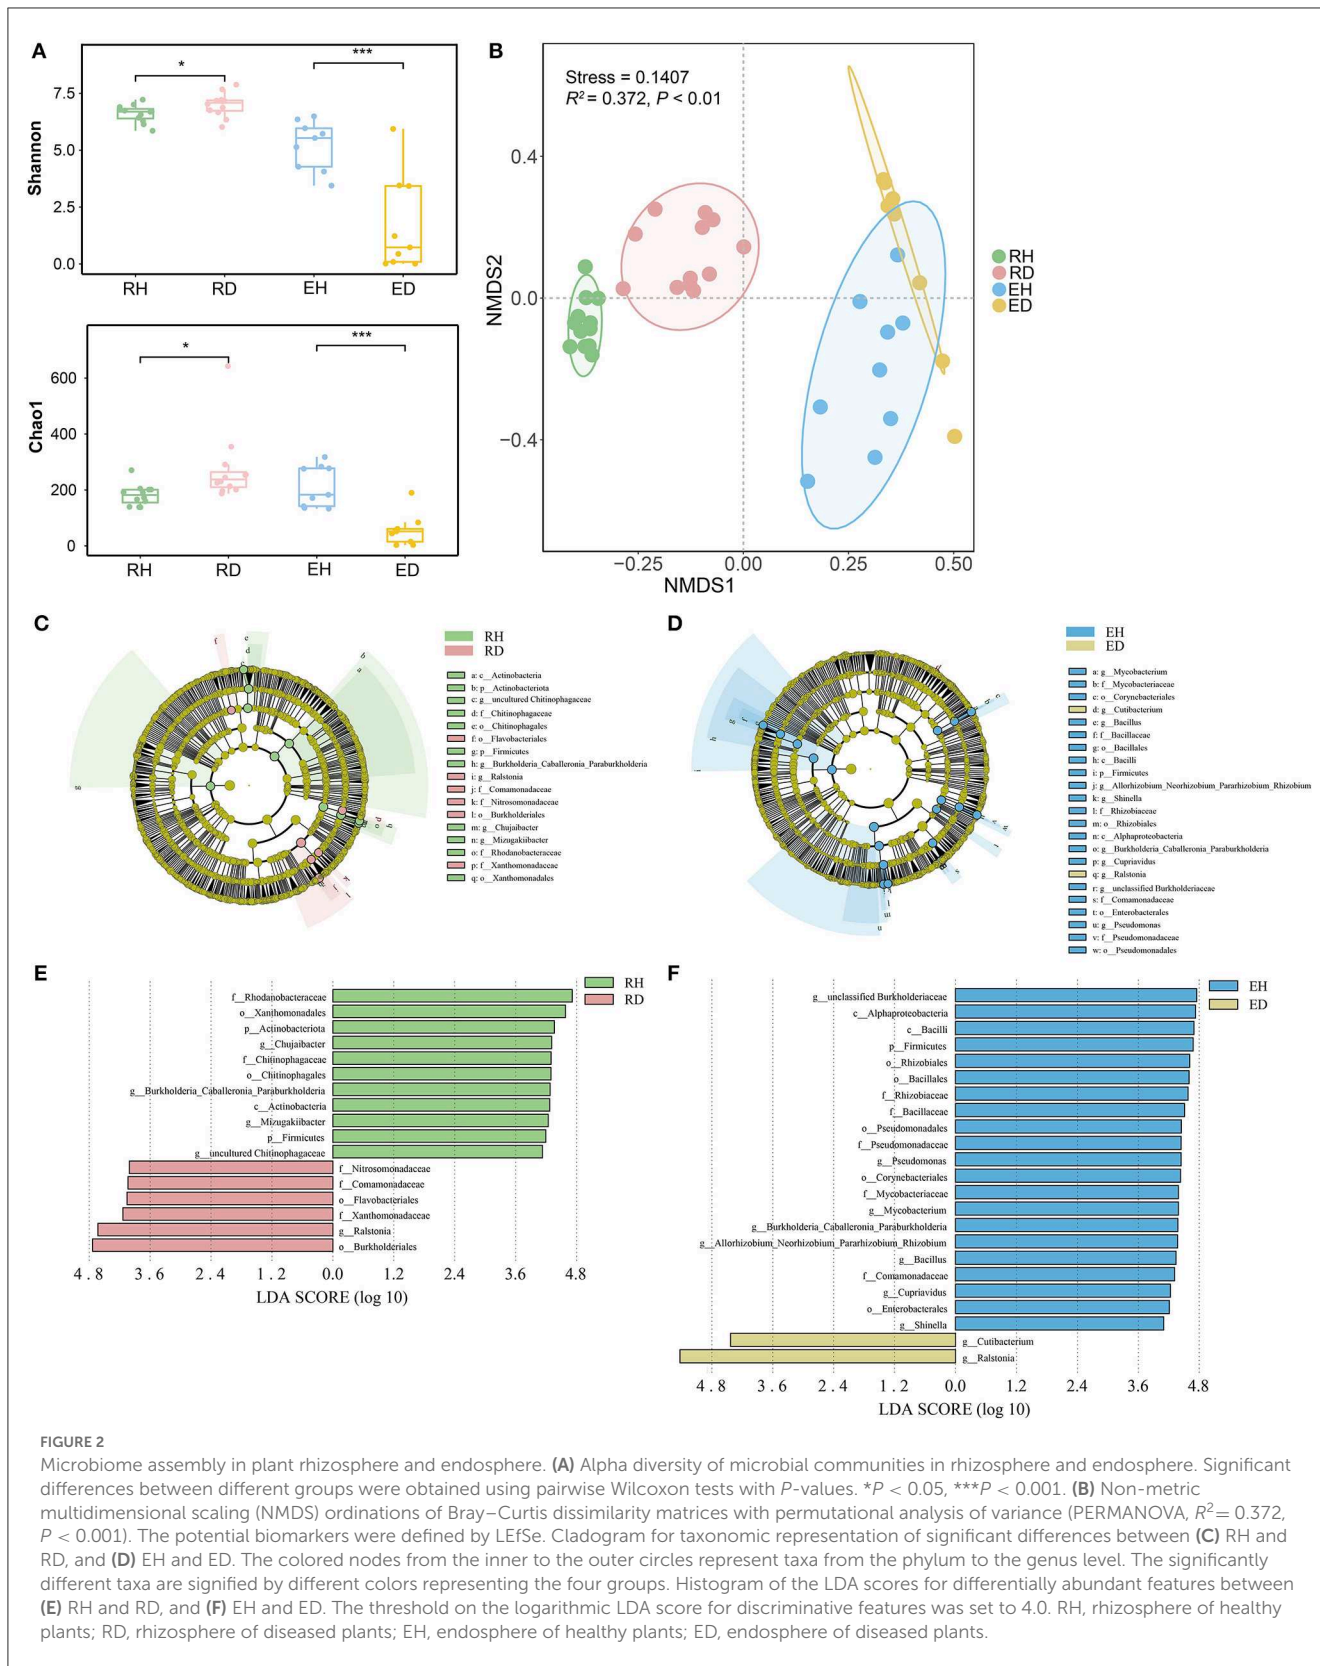 A
Shannon
7.5
5.0
2.5
0.0
*
***
RH
RD
EH
ED
Chao1
600
400
200
0
*
***
RH
RD
EH
ED
B
Stress = 0.1407
R² = 0.372, P < 0.01
NMDS2
0.4
0.0
−0.4
−0.25
0.00
0.25
0.50
NMDS1
RH
RD
EH
ED
C
RH
RD
a: c__Actinobacteria
b: p__Actinobacteriota
c: g__uncultured Chitinophagaceae
d: f__Chitinophagaceae
e: o__Chitinophagales
f: o__Flavobacteriales
g: p__Firmicutes
h: g__Burkholderia_Caballeronia_Paraburkholderia
i: g__Ralstonia
j: f__Comamonadaceae
k: f__Nitrosomonadaceae
l: o__Burkholderiales
m: g__Chujaibacter
n: g__Mizugakiibacter
o: f__Rhodanobacteraceae
p: f__Xanthomonadaceae
q: o__Xanthomonadales
D
EH
ED
a: g__Mycobacterium
b: f__Mycobacteriaceae
c: o__Corynebacteriales
d: g__Cutibacterium
e: g__Bacillus
f: f__Bacillaceae
g: o__Bacillales
h: c__Bacilli
i: p__Firmicutes
j: g__Allorhizobium_Neorhizobium_Pararhizobium_Rhizobium
k: g__Shinella
l: f__Rhizobiaceae
m: o__Rhizobiales
n: c__Alphaproteobacteria
o: g__Burkholderia_Caballeronia_Paraburkholderia
p: g__Cupriavidus
q: g__Ralstonia
r: g__unclassified Burkholderiaceae
s: f__Comamonadaceae
t: o__Enterobacterales
u: g__Pseudomonas
v: f__Pseudomonadaceae
w: o__Pseudomonadales
E
RH
RD
f__Rhodanobacteraceae
o__Xanthomonadales
p__Actinobacteriota
g__Chujaibacter
f__Chitinophagaceae
o__Chitinophagales
g__Burkholderia_Caballeronia_Paraburkholderia
c__Actinobacteria
g__Mizugakiibacter
p__Firmicutes
g__uncultured Chitinophagaceae
f__Nitrosomonadaceae
f__Comamonadaceae
o__Flavobacteriales
f__Xanthomonadaceae
g__Ralstonia
o__Burkholderiales
4.8 3.6 2.4 1.2 0.0 1.2 2.4 3.6 4.8
LDA SCORE (log 10)
F
EH
ED
g__unclassified Burkholderiaceae
c__Alphaproteobacteria
c__Bacilli
p__Firmicutes
o__Rhizobiales
o__Bacillales
f__Rhizobiaceae
f__Bacillaceae
o__Pseudomonadales
f__Pseudomonadaceae
g__Pseudomonas
o__Corynebacteriales
f__Mycobacteriaceae
g__Mycobacterium
g__Burkholderia_Caballeronia_Paraburkholderia
g__Allorhizobium_Neorhizobium_Pararhizobium_Rhizobium
g__Bacillus
f__Comamonadaceae
g__Cupriavidus
o__Enterobacterales
g__Shinella
g__Cutibacterium
g__Ralstonia
4.8 3.6 2.4 1.2 0.0 1.2 2.4 3.6 4.8
LDA SCORE (log 10)
FIGURE 2
Microbiome assembly in plant rhizosphere and endosphere. (A) Alpha diversity of microbial communities in rhizosphere and endosphere. Significant
differences between different groups were obtained using pairwise Wilcoxon tests with P-values. *P < 0.05, ***P < 0.001. (B) Non-metric
multidimensional scaling (NMDS) ordinations of Bray–Curtis dissimilarity matrices with permutational analysis of variance (PERMANOVA, R²= 0.372,
P < 0.001). The potential biomarkers were defined by LEfSe. Cladogram for taxonomic representation of significant differences between (C) RH and
RD, and (D) EH and ED. The colored nodes from the inner to the outer circles represent taxa from the phylum to the genus level. The significantly
different taxa are signified by different colors representing the four groups. Histogram of the LDA scores for differentially abundant features between
(E) RH and RD, and (F) EH and ED. The threshold on the logarithmic LDA score for discriminative features was set to 4.0. RH, rhizosphere of healthy
plants; RD, rhizosphere of diseased plants; EH, endosphere of healthy plants; ED, endosphere of diseased plants.